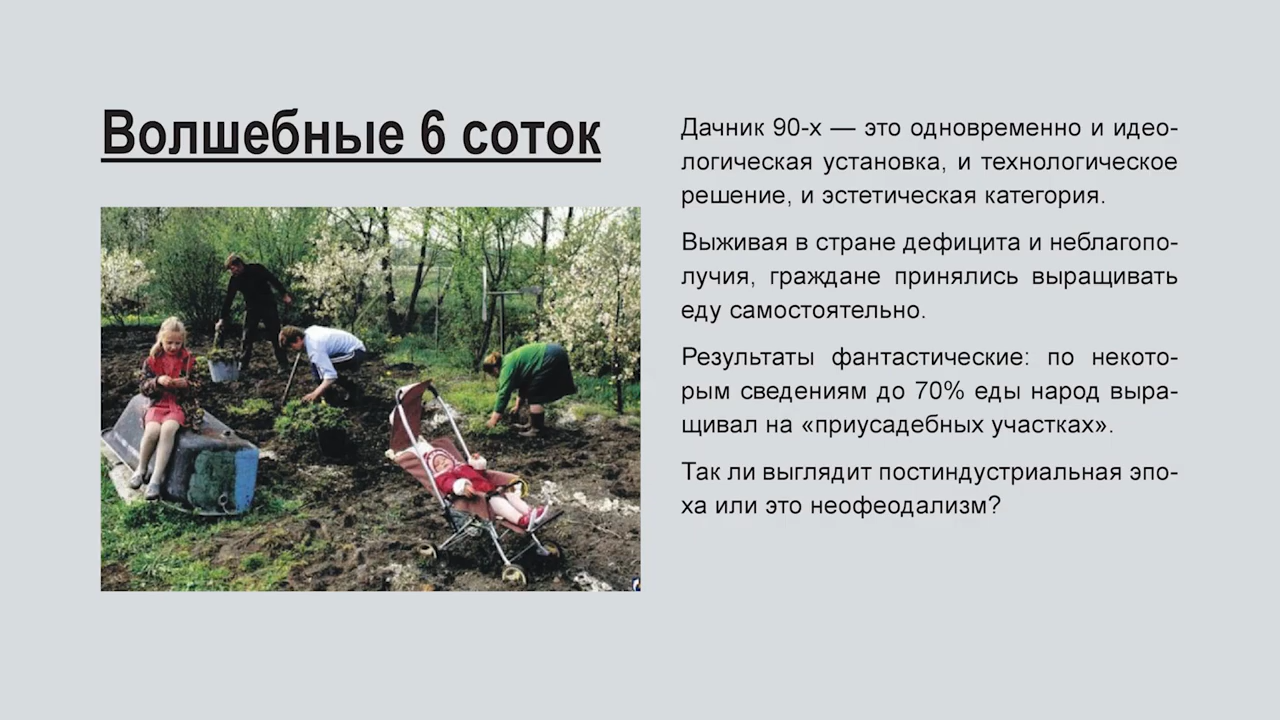 Волшебные 6 соток
Дачник 90-х — это одновременно и идео-
логическая установка, и технологическое
решение, и эстетическая категория.
Выживая в стране дефицита и неблагопо-
лучия, граждане принялись выращивать
еду самостоятельно.
Результаты фантастические: по некото-
рым сведениям до 70% еды народ выра-
щивал на «приусадебных участках».
Так ли выглядит постиндустриальная эпо-
ха или это неофеодализм?